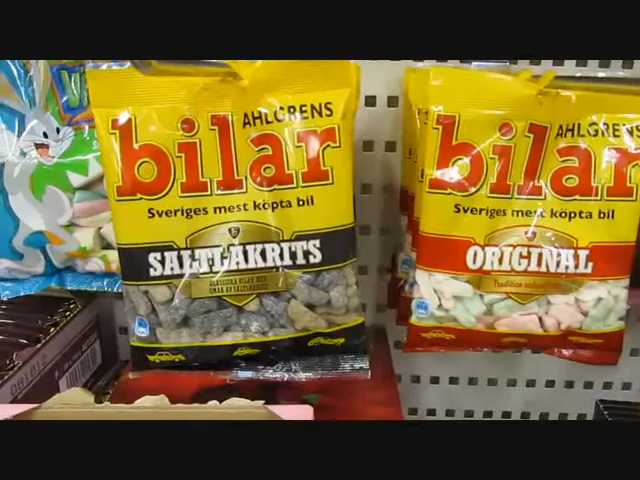 AHLGRENS
bilar
Sveriges mest köpta bil
SALTLAKRITS
AHLGRENS
bilar
Sveriges mest köpta bil
ORIGINAL